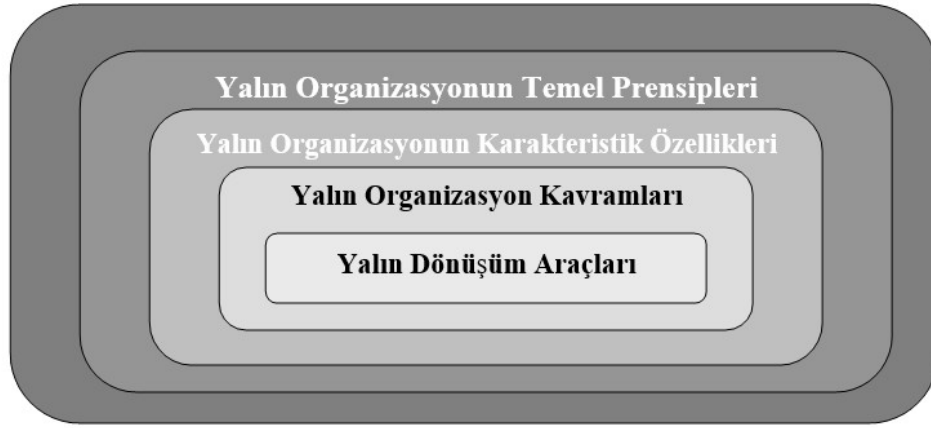 Yalın Organizasyonun Temel Prensipleri
Yalın Organizasyonun Karakteristik Özellikleri
Yalın Organizasyon Kavramları
Yalın Dönüşüm Araçları